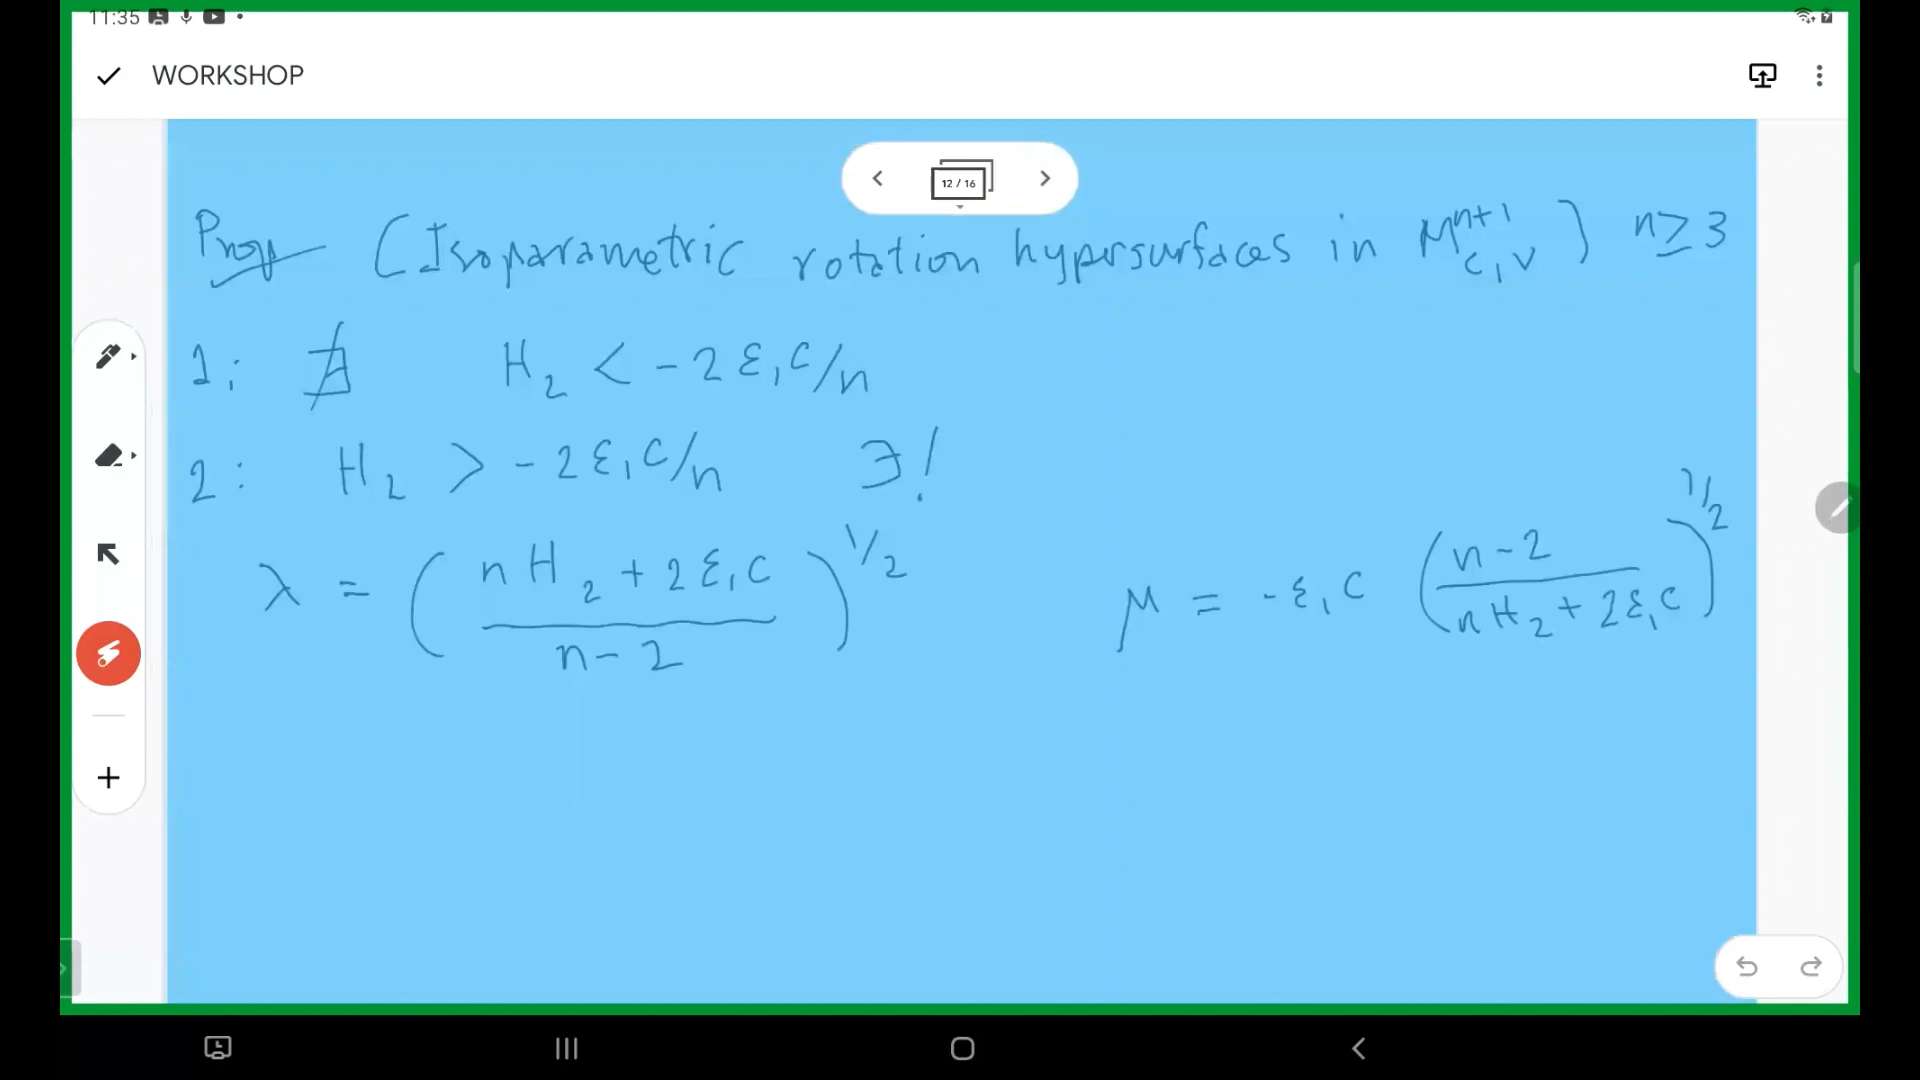 11:35
WORKSHOP
12 / 16
Prop (Isoparametric rotation hypersurfaces in M^{n+1}_{c,ν}) n ≥ 3
1: ∄ H_2 < -2ε_1c/n
2: H_2 > -2ε_1c/n ∃!
λ = ( (nH_2 + 2ε_1c) / (n-2) )^{1/2} μ = -ε_1c ( (n-2) / (nH_2 + 2ε_1c) )^{1/2}